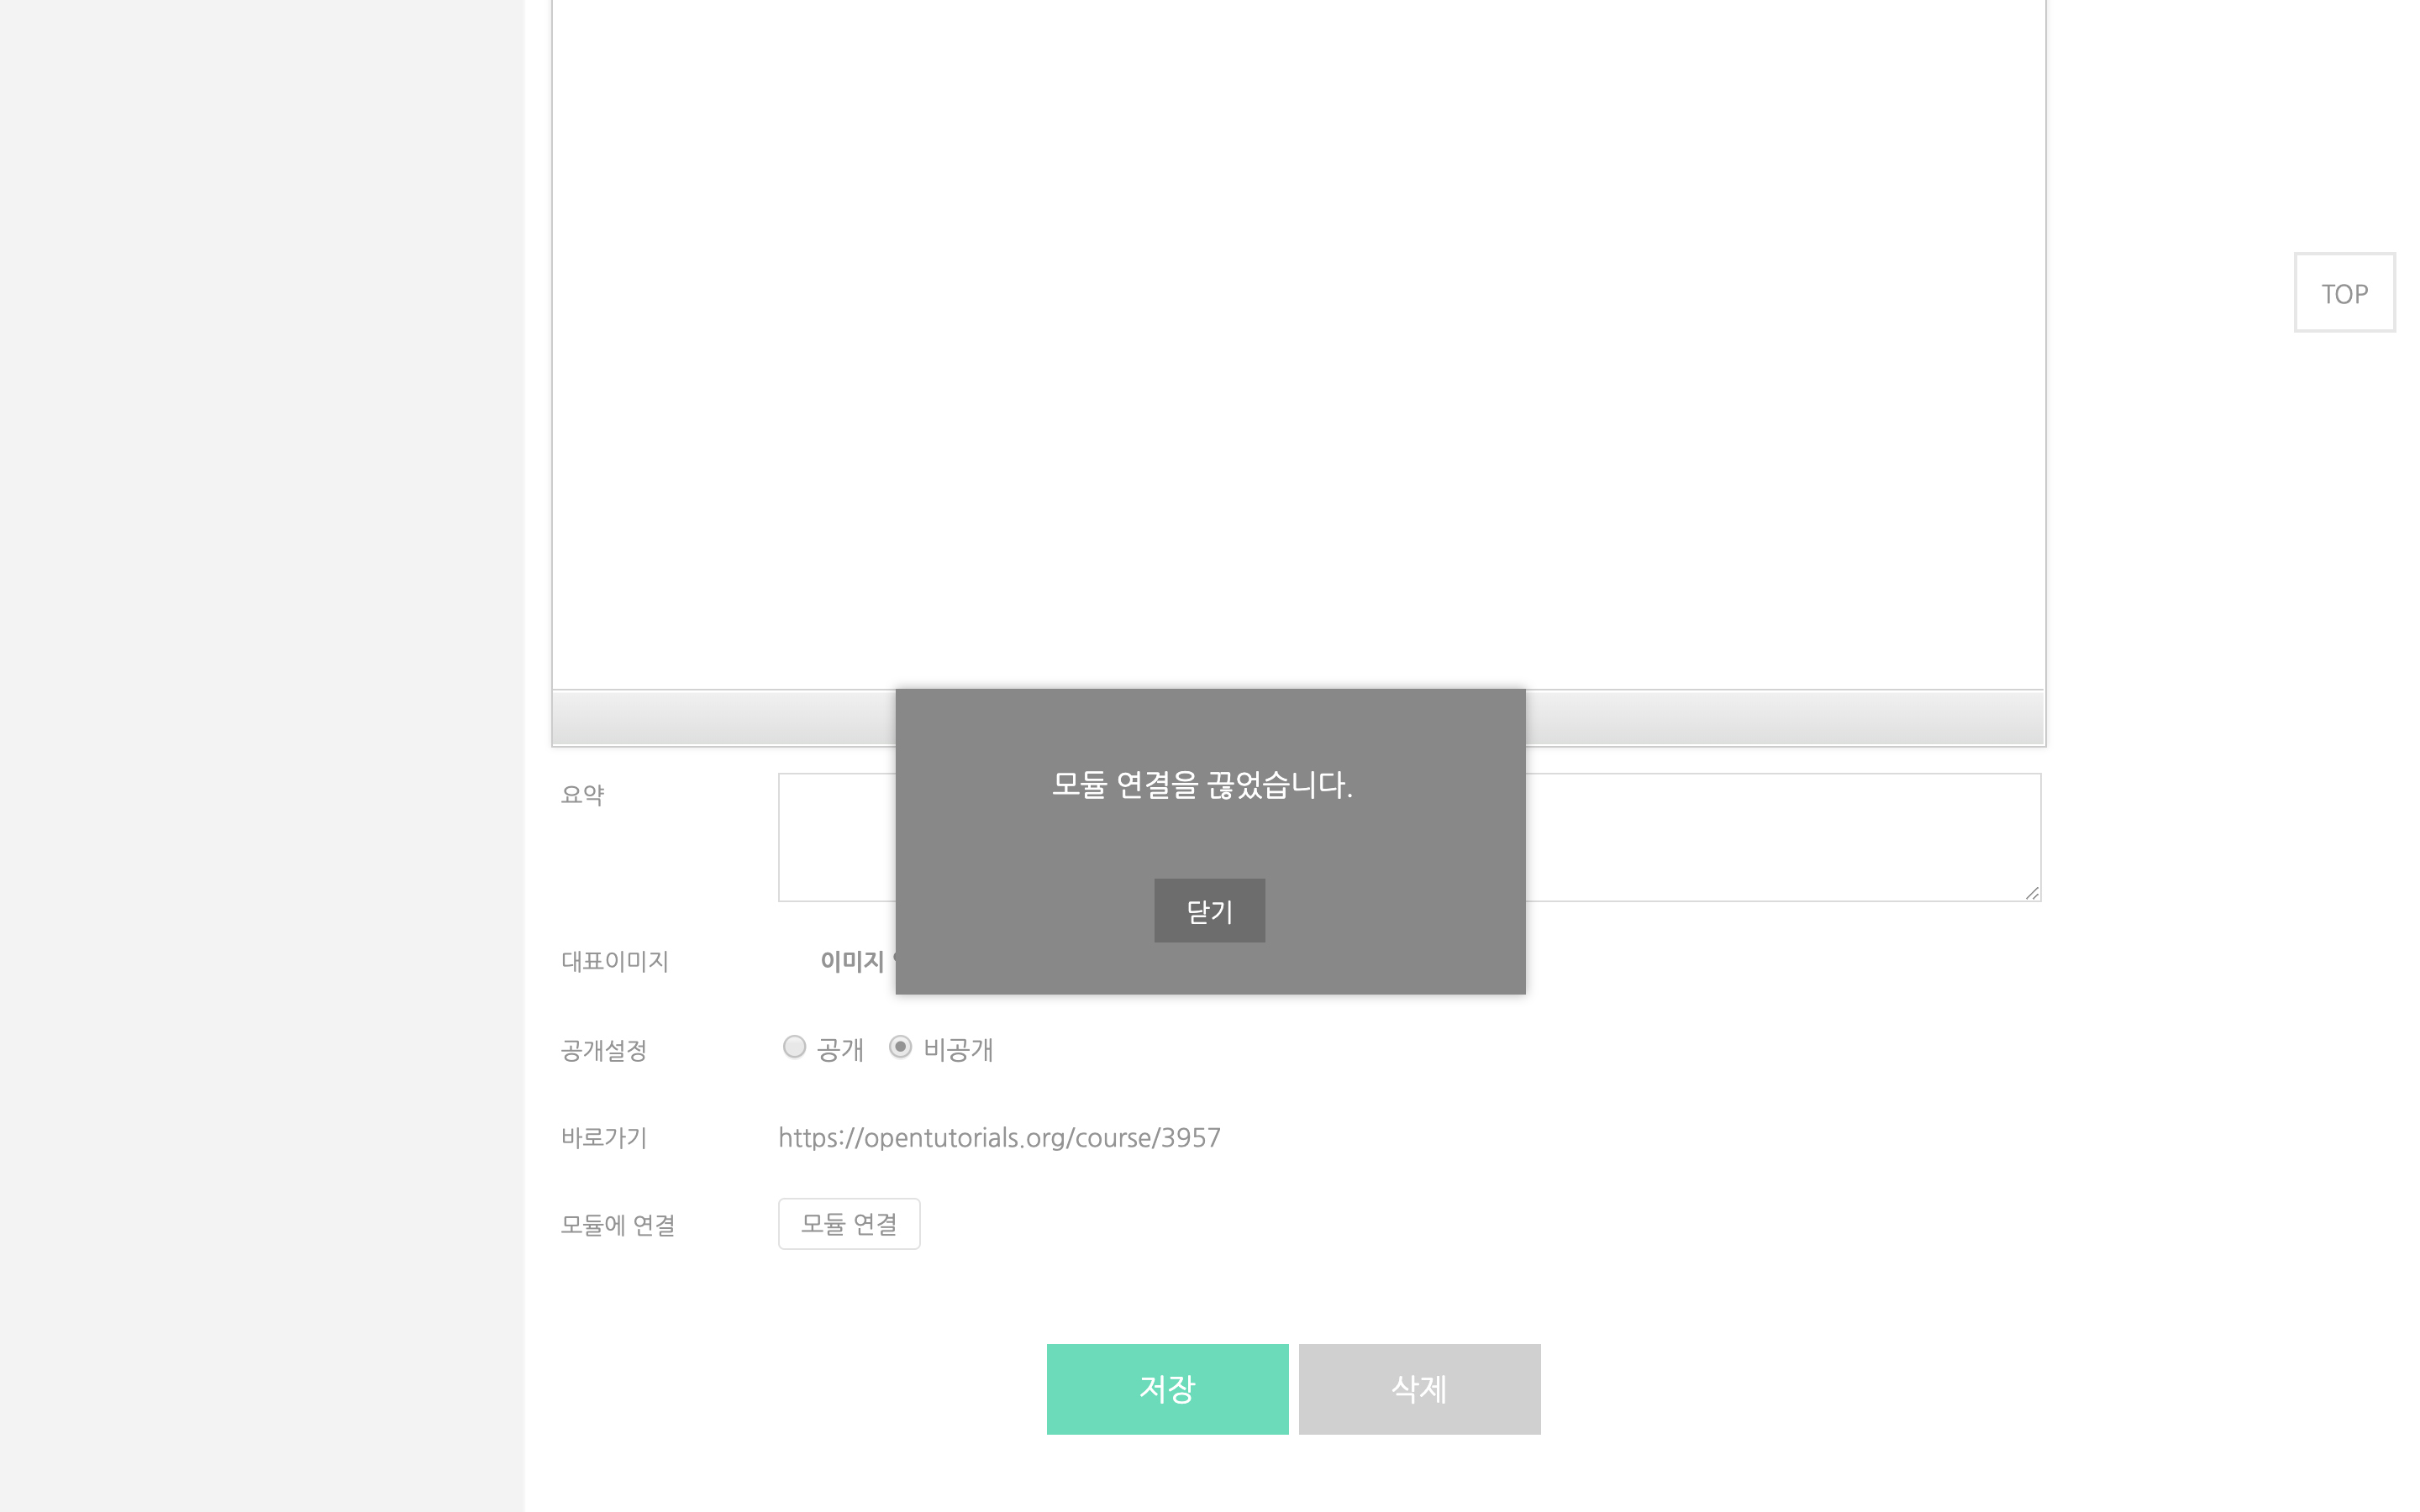 TOP
모듈 연결을 끊었습니다.
요약
닫기
대표이미지
이미지
공개설정
공개
비공개
바로가기
https://opentutorials.org/course/3957
모듈에 연결
모듈 연결
저장
삭제